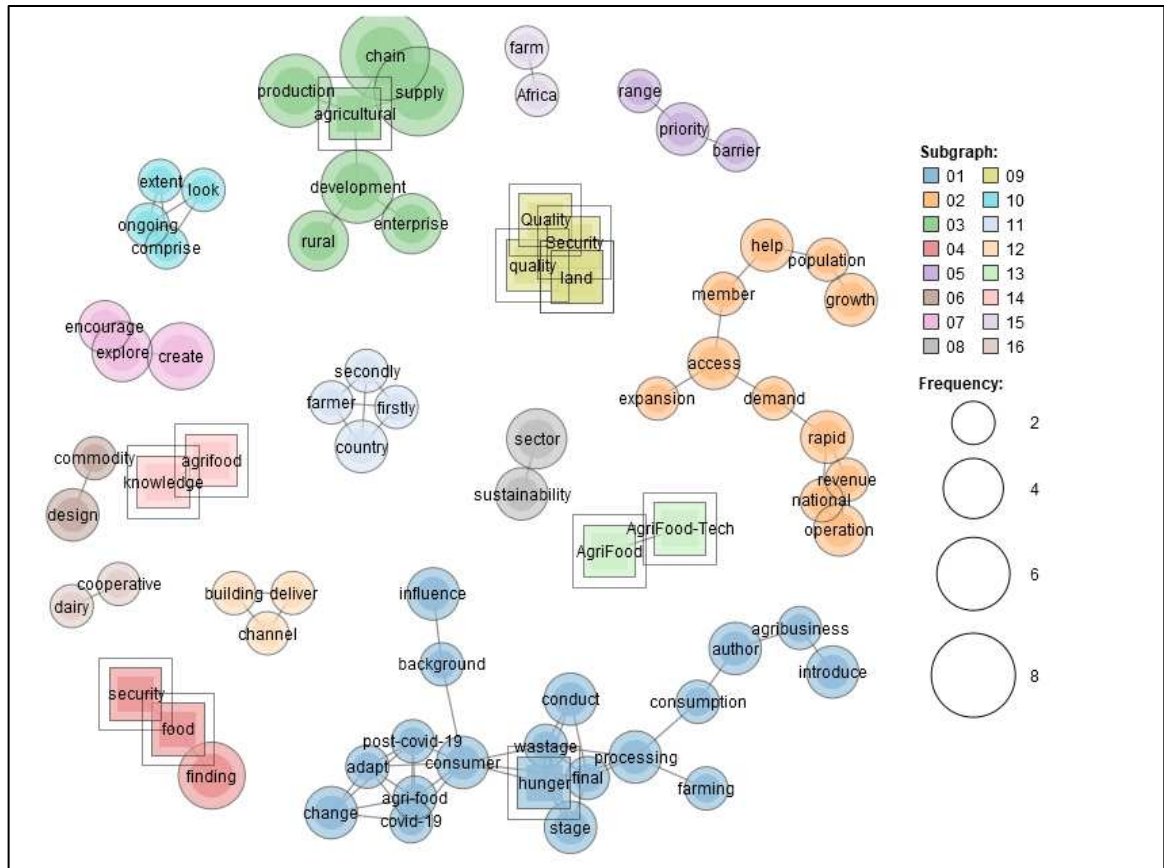 chain
farm
production
supply
Africa
range
agricultural
priority
barrier
extent
look
development
ongoing
comprise
rural
enterprise
Quality
Security
quality
land
help
population
member
growth
encourage
explore
create
secondly
farmer
firstly
country
access
expansion
demand
commodity
agrifood
knowledge
design
sector
sustainability
rapid
revenue
national
operation
AgriFood-Tech
AgriFood
cooperative
dairy
building
deliver
channel
influence
background
agribusiness
author
introduce
consumption
security
food
finding
conduct
post-covid-19
wastage
adapt
consumer
processing
hunger
final
farming
agri-food
change
covid-19
stage
Subgraph:
01 09
02 10
03 11
04 12
05 13
06 14
07 15
08 16
Frequency:
2
4
6
8